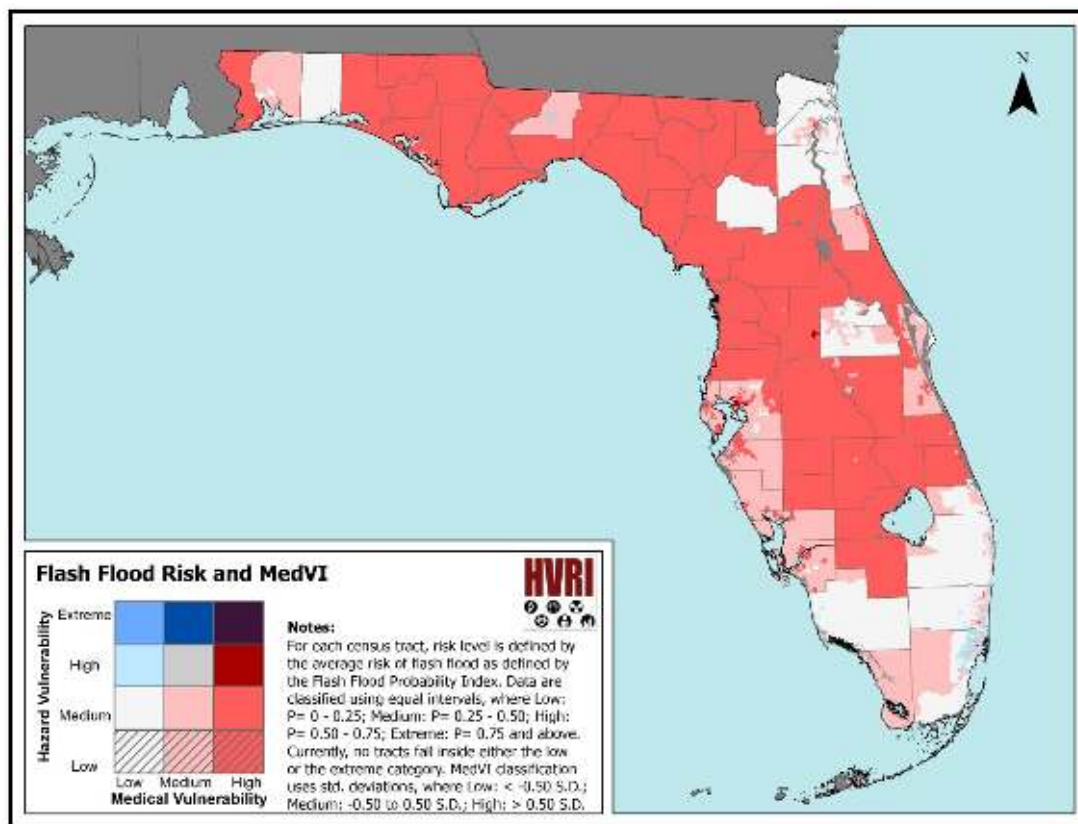 N
Flash Flood Risk and MedVI
HVRI
Hazard Vulnerability
Extreme
High
Medium
Low
Low Medium High
Medical Vulnerability
Notes:
For each census tract, risk level is defined by
the average risk of flash flood as defined by
the Flash Flood Probability Index. Data are
classified using equal intervals, where Low:
P= 0 - 0.25; Medium: P= 0.25 - 0.50; High:
P= 0.50 - 0.75; Extreme: P= 0.75 and above.
Currently, no tracts fall inside either the low
or the extreme category. MedVI classification
uses std. deviations, where Low: < -0.50 S.D.;
Medium: -0.50 to 0.50 S.D.; High: > 0.50 S.D.